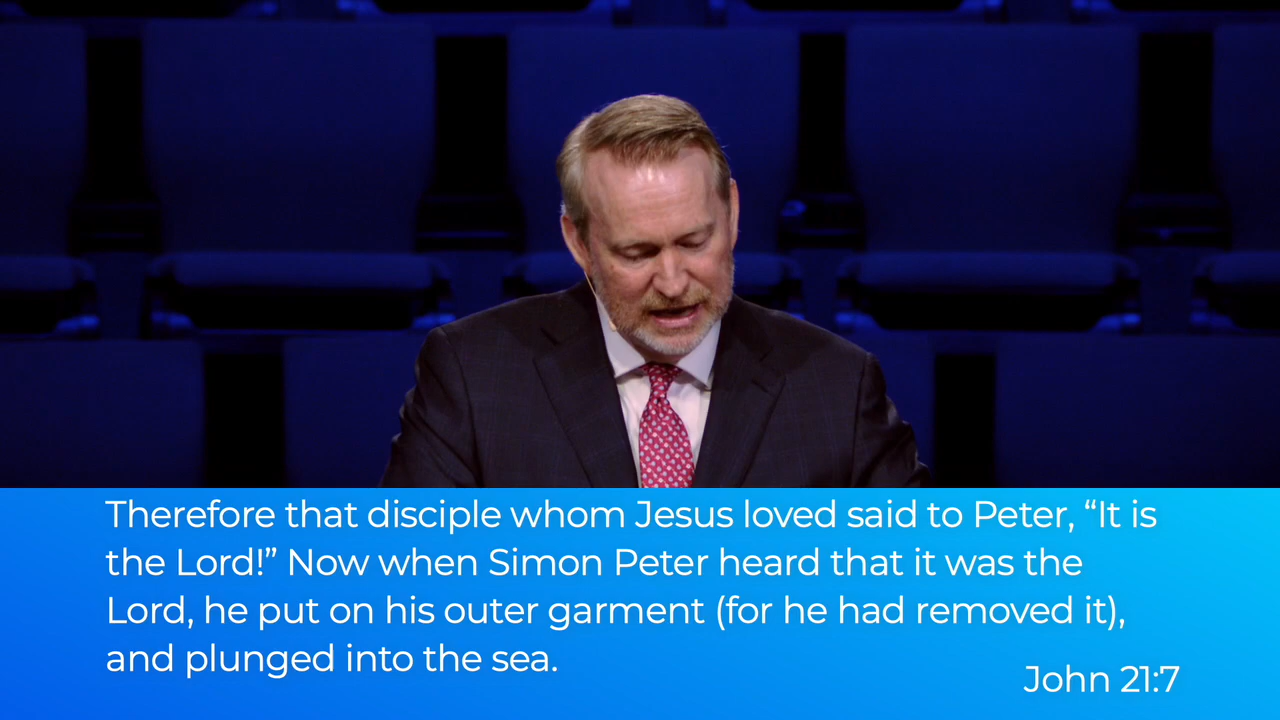 Therefore that disciple whom Jesus loved said to Peter, “It is
the Lord!” Now when Simon Peter heard that it was the
Lord, he put on his outer garment (for he had removed it),
and plunged into the sea.
John 21:7